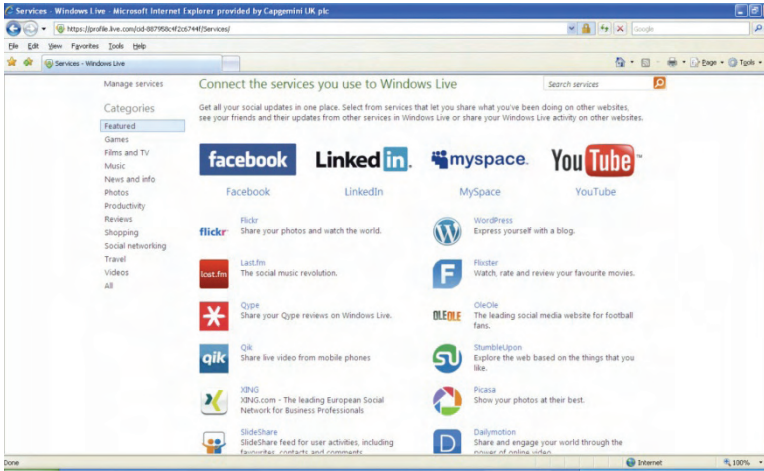 Services - Windows Live - Microsoft Internet Explorer provided by Capgemini UK plc
https://profile.live.com/cid-887958c4f2c6744f/Services/
Google
File Edit View Favorites Tools Help
Services - Windows Live
Page Tools
Manage services
Connect the services you use to Windows Live
Search services
Categories
Get all your social updates in one place. Select from services that let you share what you've been doing on other websites,
see your friends and their updates from other services in Windows Live or share your Windows Live activity on other websites.
Featured
Games
Films and TV
Music
News and info
Photos
Productivity
Reviews
Shopping
Social networking
Travel
Videos
All
facebook LinkedIn myspace. YouTube
Facebook LinkedIn MySpace YouTube
flickr
Flickr
Share your photos and watch the world.
WordPress
Express yourself with a blog.
lost.fm
Last.fm
The social music revolution.
Flixster
Watch, rate and review your favourite movies.
Qype
Share your Qype reviews on Windows Live.
OLEOLE
OleOle
The leading social media website for football
fans.
qik
Qik
Share live video from mobile phones
StumbleUpon
Explore the web based on the things that you
like.
XING
XING.com - The leading European Social
Network for Business Professionals
Picasa
Show your photos at their best.
SlideShare
SlideShare feed for user activities, including
favourites, contacts and comments
Dailymotion
Share and engage your world through the
power of online video
Done
Internet
100%